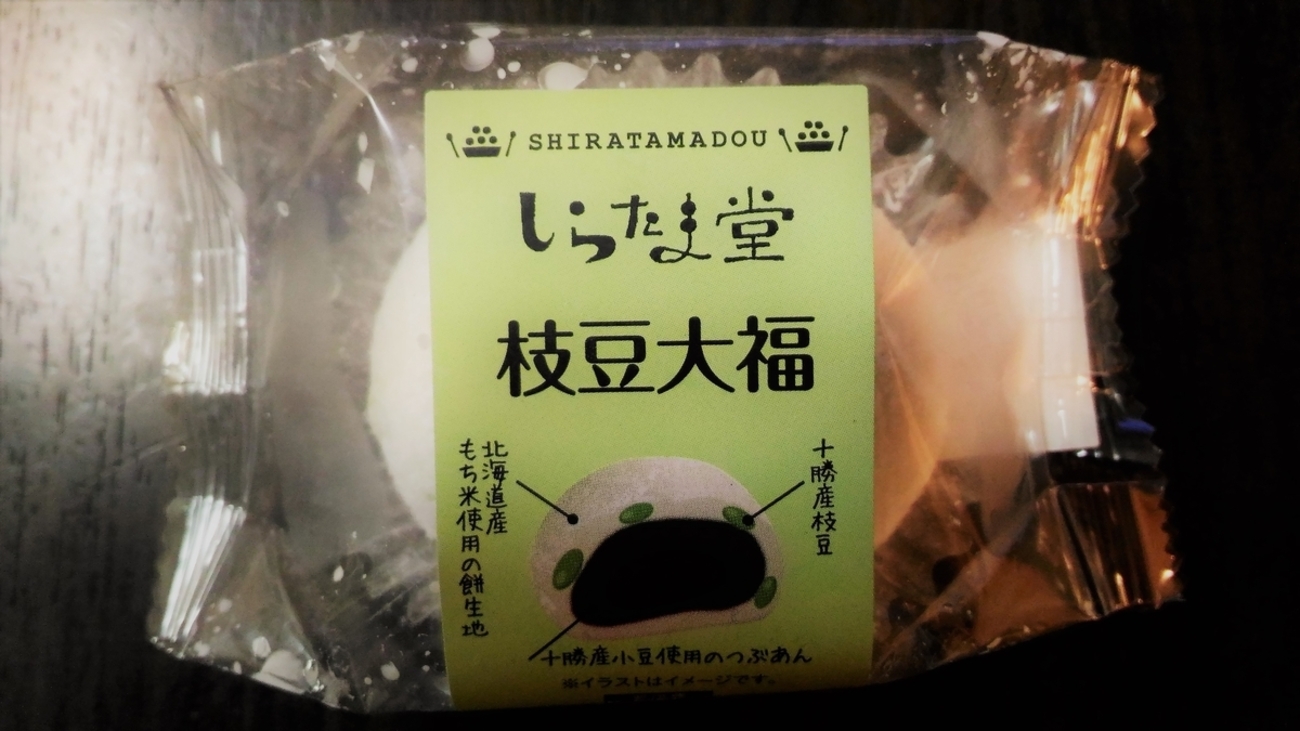 SHIRATAMADOU
しらたま堂
枝豆大福
北海道産
もち米使用の餅生地
十勝産枝豆
十勝産小豆使用のつぶあん
※イラストはイメージです。